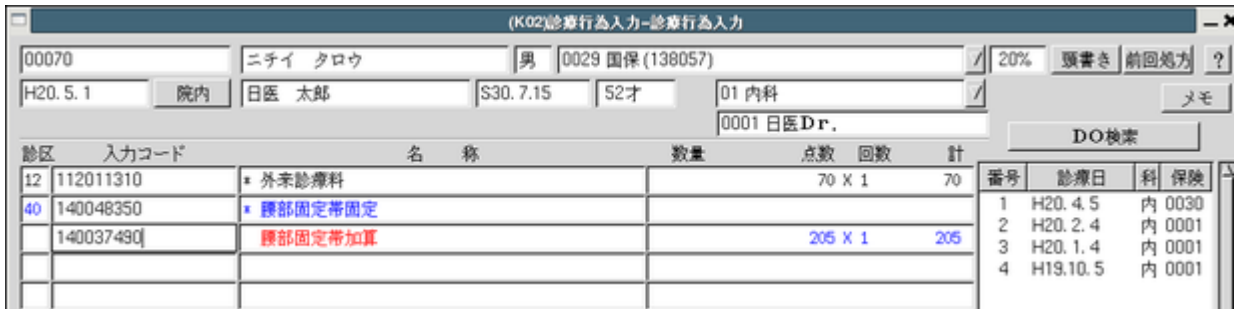 (K02)診療行為入力-診療行為入力
00070 ニチイ タロウ 男 0029 国保(138057) 20% 頭書き 前回処方 ?
H20. 5. 1 院内 日医 太郎 S30. 7.15 52才 01 内科 メモ
0001 日医Dr.
DO検索
診区 入力コード 名 称 数量 点数 回数 計
12 112011310 * 外来診療料 70 X 1 70
40 140048350 * 腰部固定帯固定
140037490 腰部固定帯加算 205 X 1 205
番号 診療日 科 保険
1 H20. 4. 5 内 0030
2 H20. 2. 4 内 0001
3 H20. 1. 4 内 0001
4 H19.10. 5 内 0001